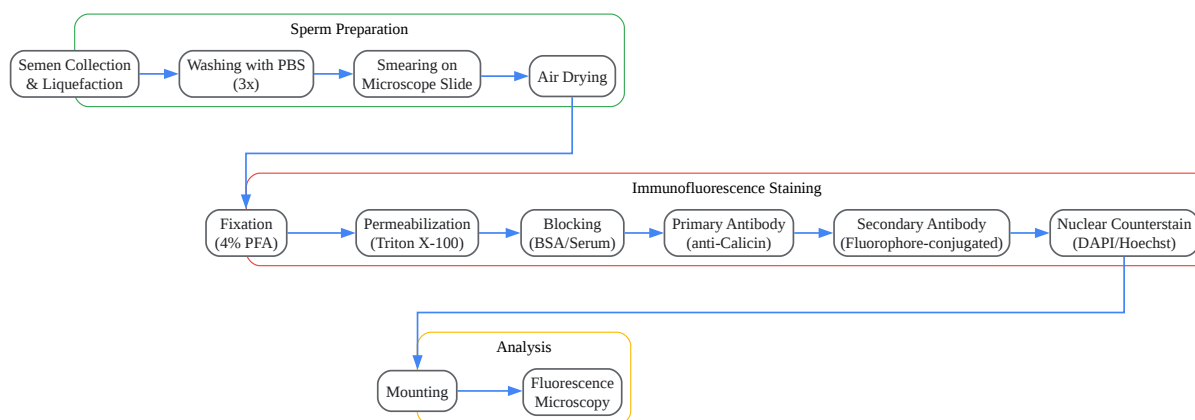 Sperm Preparation
Semen Collection
& Liquefaction
Washing with PBS
(3x)
Smearing on
Microscope Slide
Air Drying
Immunofluorescence Staining
Fixation
(4% PFA)
Permeabilization
(Triton X-100)
Blocking
(BSA/Serum)
Primary Antibody
(anti-Calicin)
Secondary Antibody
(Fluorophore-conjugated)
Nuclear Counterstain
(DAPI/Hoechst)
Analysis
Mounting
Fluorescence
Microscopy